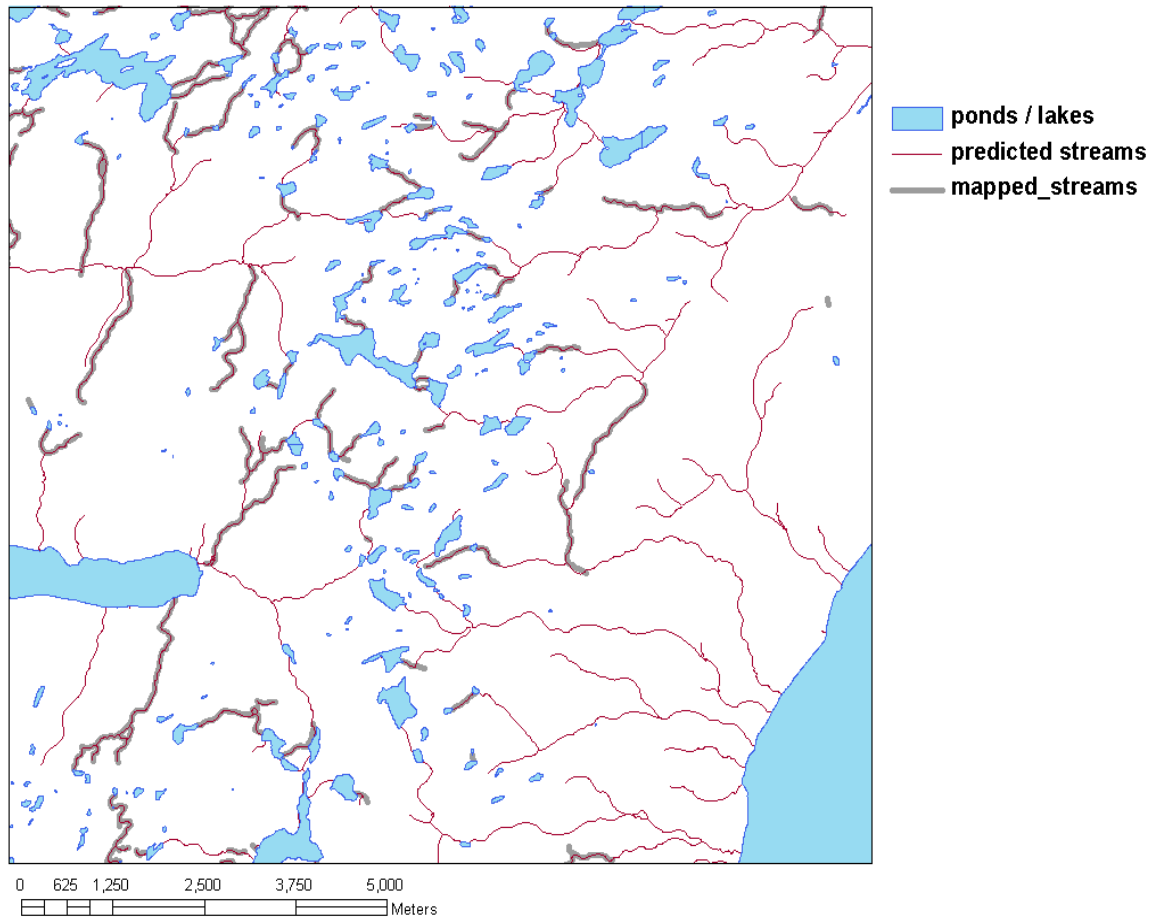 ponds / lakes
predicted streams
mapped_streams
0 625 1,250 2,500 3,750 5,000
Meters